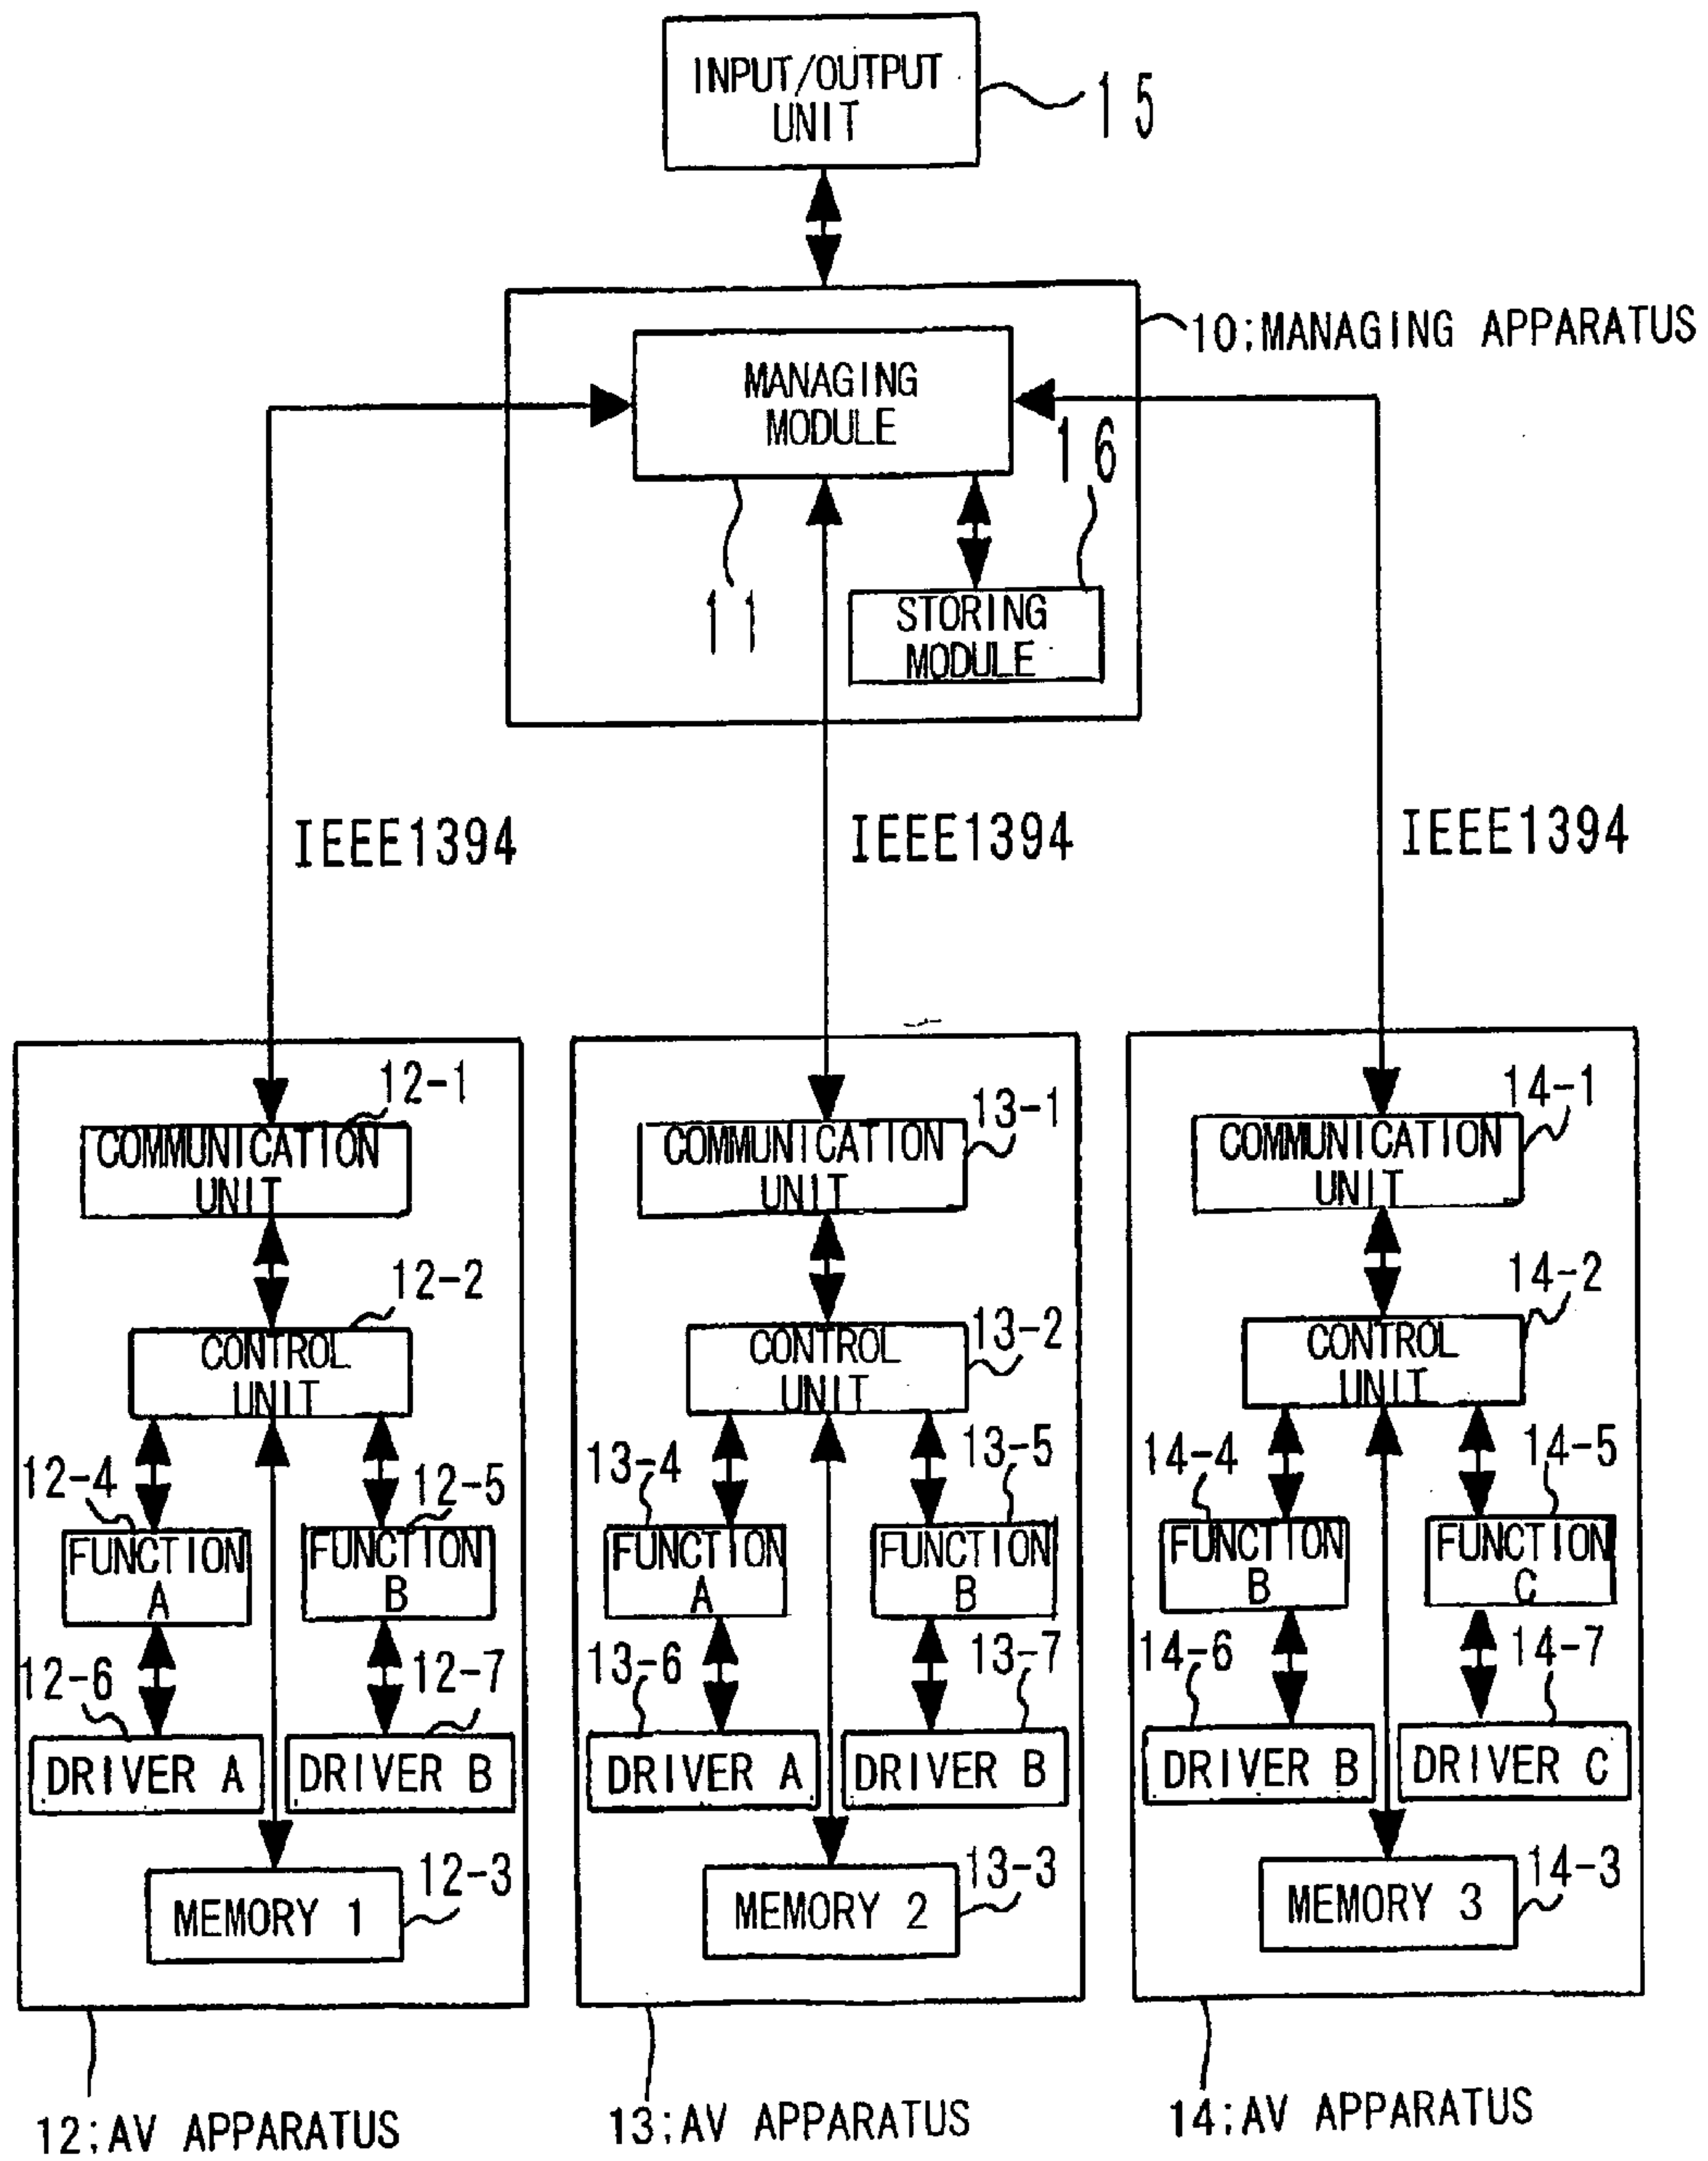 INPUT/OUTPUT
UNIT
15
10;MANAGING APPARATUS
MANAGING
MODULE
16
11
STORING
MODULE
IEEE1394
IEEE1394
IEEE1394
12-1
COMMUNICATION
UNIT
12-2
CONTROL
UNIT
12-4
12-5
FUNCTION
A
FUNCTION
B
12-6
12-7
DRIVER A
DRIVER B
12-3
MEMORY 1
12;AV APPARATUS
13-1
COMMUNICATION
UNIT
13-2
CONTROL
UNIT
13-4
13-5
FUNCTION
A
FUNCTION
B
13-6
13-7
DRIVER A
DRIVER B
13-3
MEMORY 2
13;AV APPARATUS
14-1
COMMUNICATION
UNIT
14-2
CONTROL
UNIT
14-4
14-5
FUNCTION
B
FUNCTION
C
14-6
14-7
DRIVER B
DRIVER C
14-3
MEMORY 3
14;AV APPARATUS